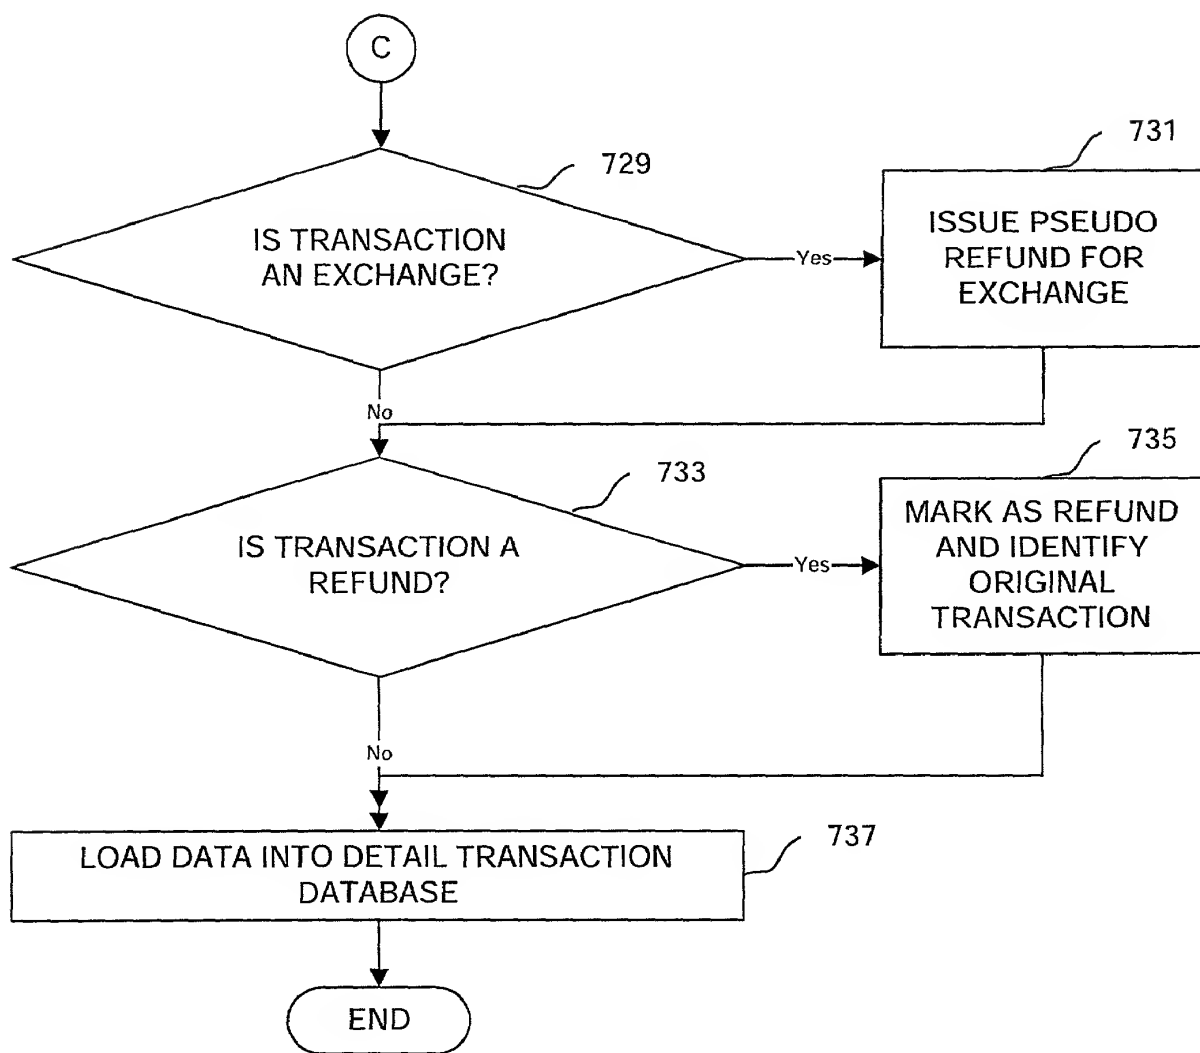 C
729
IS TRANSACTION
AN EXCHANGE?
Yes
731
ISSUE PSEUDO
REFUND FOR
EXCHANGE
No
733
IS TRANSACTION A
REFUND?
Yes
735
MARK AS REFUND
AND IDENTIFY
ORIGINAL
TRANSACTION
No
737
LOAD DATA INTO DETAIL TRANSACTION
DATABASE
END